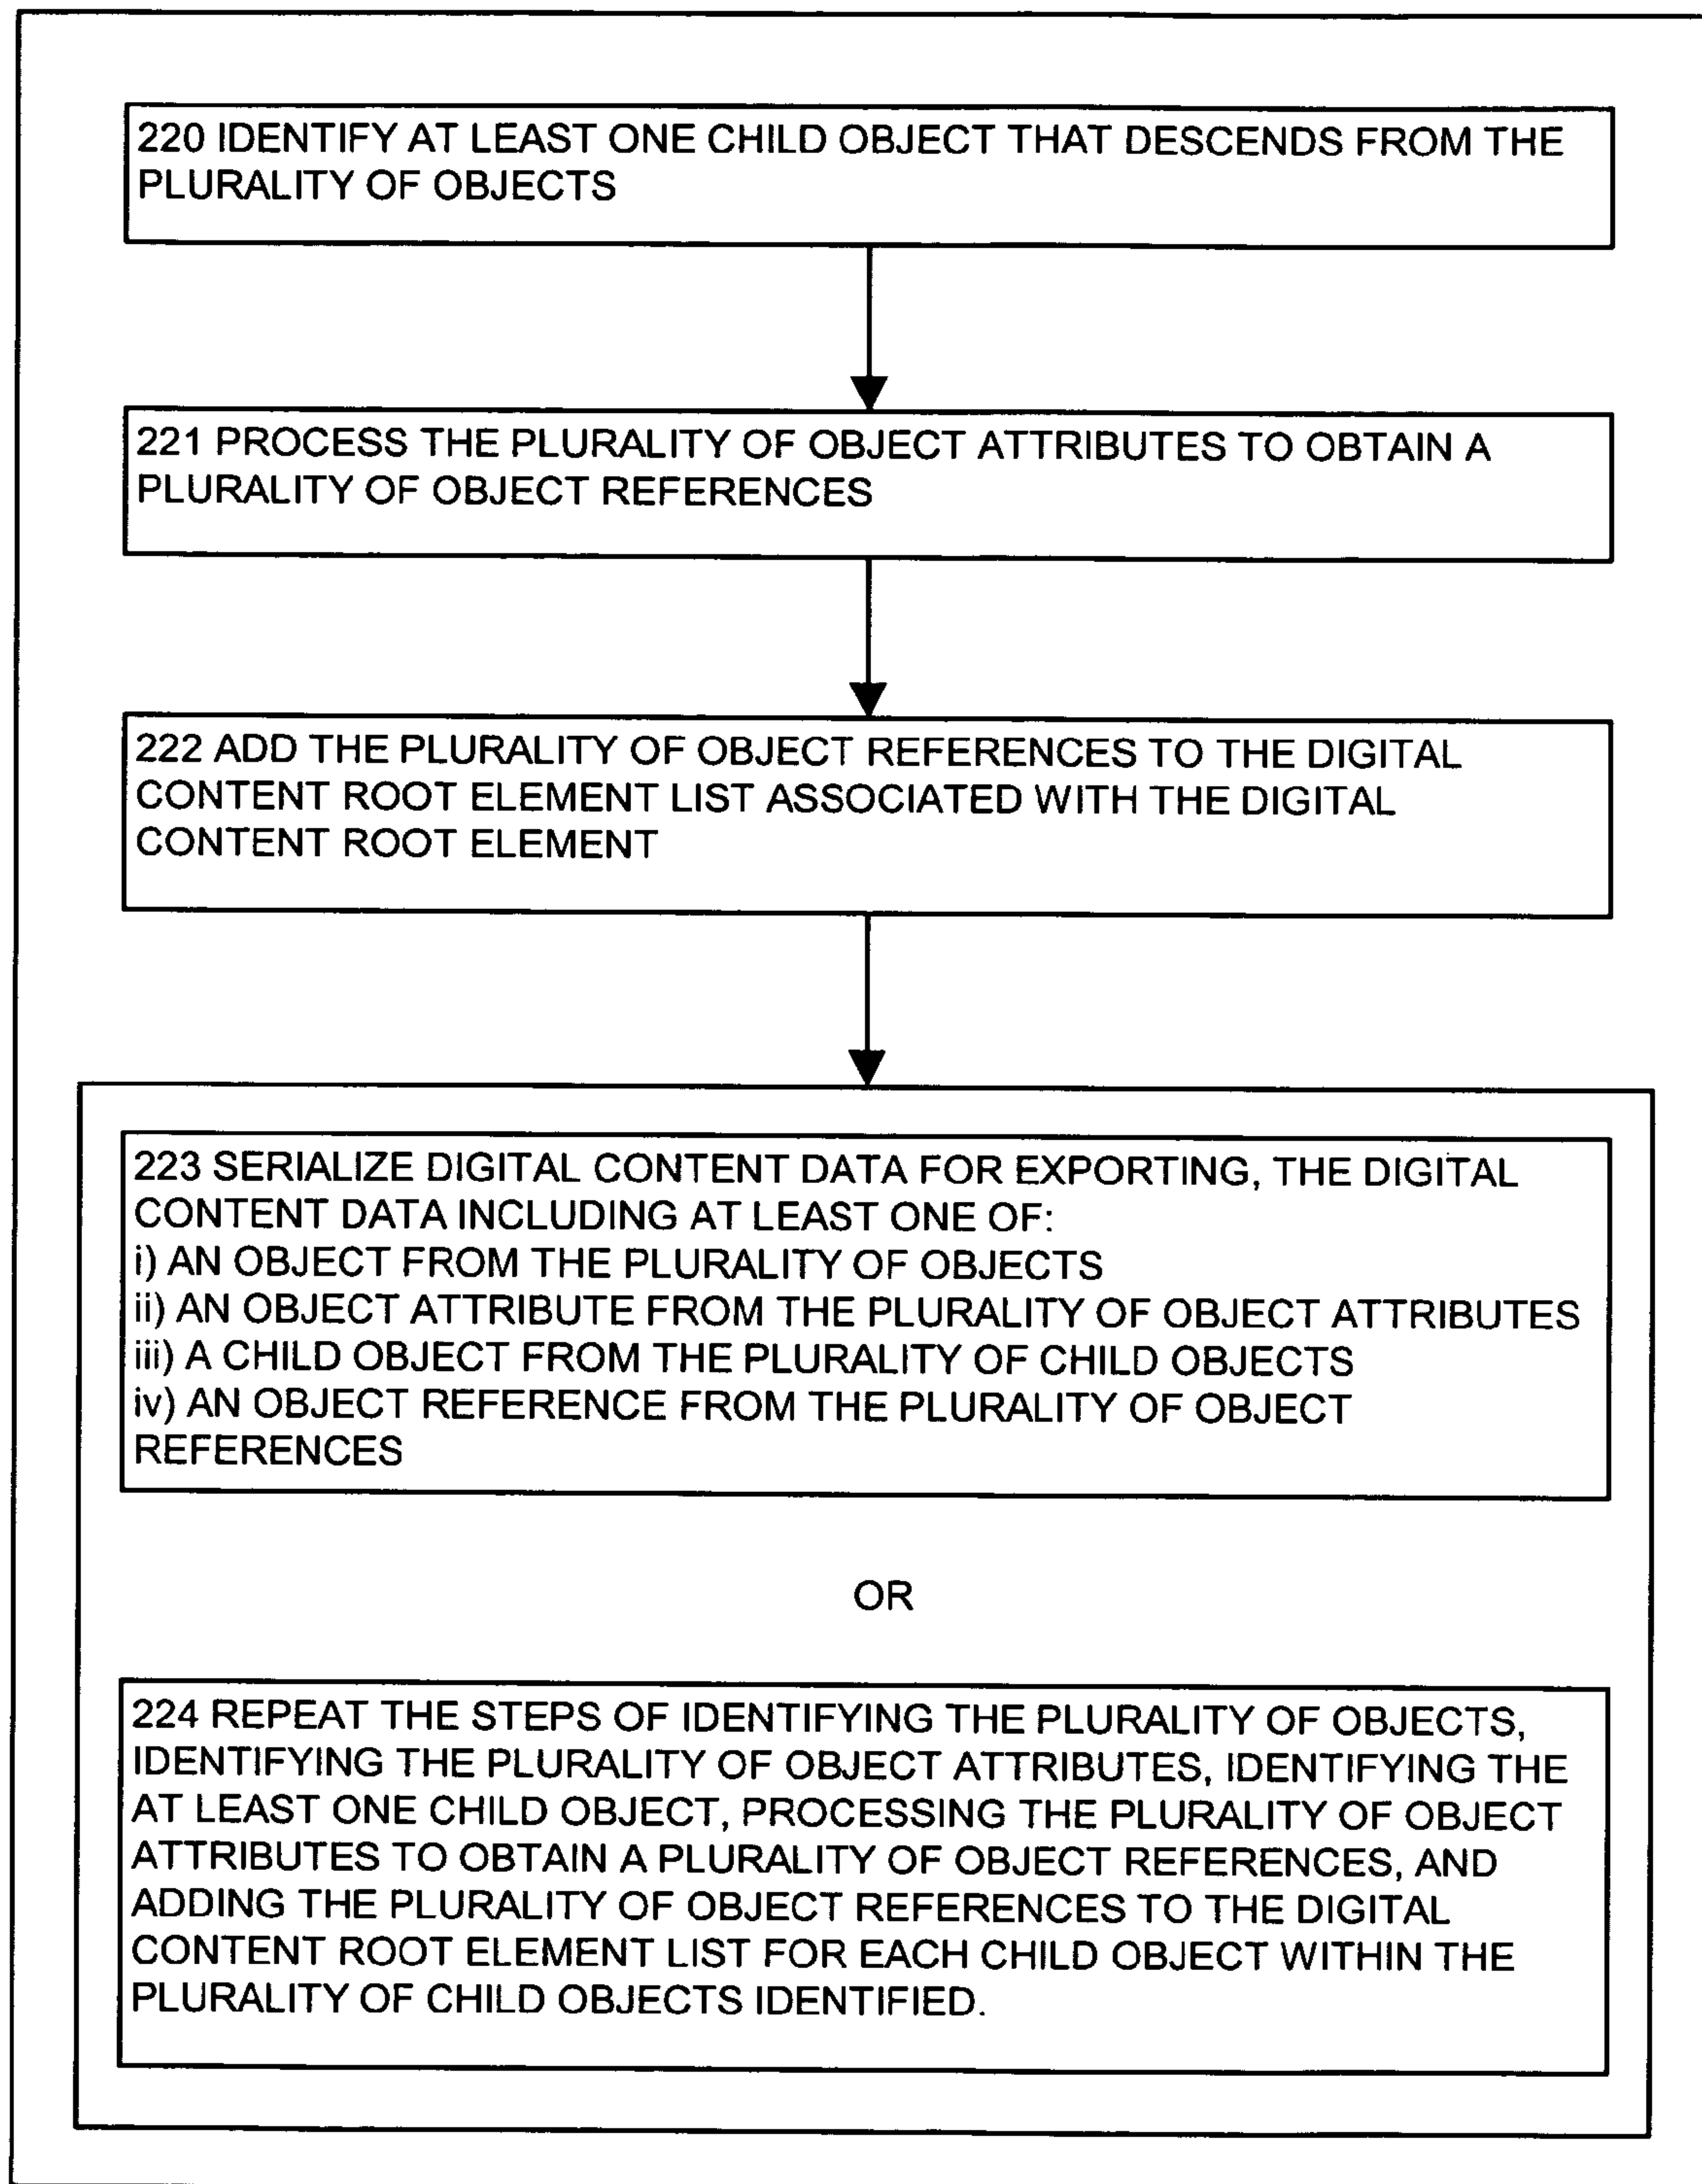 220 IDENTIFY AT LEAST ONE CHILD OBJECT THAT DESCENDS FROM THE
PLURALITY OF OBJECTS
221 PROCESS THE PLURALITY OF OBJECT ATTRIBUTES TO OBTAIN A
PLURALITY OF OBJECT REFERENCES
222 ADD THE PLURALITY OF OBJECT REFERENCES TO THE DIGITAL
CONTENT ROOT ELEMENT LIST ASSOCIATED WITH THE DIGITAL
CONTENT ROOT ELEMENT
223 SERIALIZE DIGITAL CONTENT DATA FOR EXPORTING, THE DIGITAL
CONTENT DATA INCLUDING AT LEAST ONE OF:
i) AN OBJECT FROM THE PLURALITY OF OBJECTS
ii) AN OBJECT ATTRIBUTE FROM THE PLURALITY OF OBJECT ATTRIBUTES
iii) A CHILD OBJECT FROM THE PLURALITY OF CHILD OBJECTS
iv) AN OBJECT REFERENCE FROM THE PLURALITY OF OBJECT
REFERENCES
OR
224 REPEAT THE STEPS OF IDENTIFYING THE PLURALITY OF OBJECTS,
IDENTIFYING THE PLURALITY OF OBJECT ATTRIBUTES, IDENTIFYING THE
AT LEAST ONE CHILD OBJECT, PROCESSING THE PLURALITY OF OBJECT
ATTRIBUTES TO OBTAIN A PLURALITY OF OBJECT REFERENCES, AND
ADDING THE PLURALITY OF OBJECT REFERENCES TO THE DIGITAL
CONTENT ROOT ELEMENT LIST FOR EACH CHILD OBJECT WITHIN THE
PLURALITY OF CHILD OBJECTS IDENTIFIED.